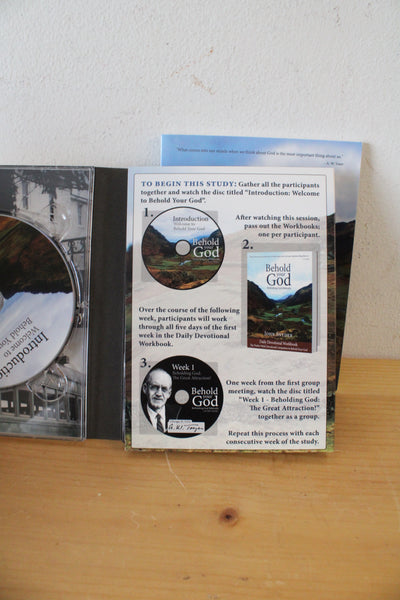 "What comes into our minds when we think about God is the most important thing about us."
- A. W. Tozer
TO BEGIN THIS STUDY: Gather all the participants
together and watch the disc titled "Introduction: Welcome
to Behold Your God".
1.
Introduction
Welcome to
Behold Your God
Behold
your
God
After watching this session,
pass out the Workbooks;
one per participant.
2.
Behold
your
God
JOHN SNYDER
Daily Devotional Workbook
Over the course of the following
week, participants will work
through all five days of the first
week in the Daily Devotional
Workbook.
3.
Week 1
Beholding God:
The Great Attraction!
Behold
your
God
A. W. Tozer
One week from the first group
meeting, watch the disc titled
"Week 1 - Beholding God:
The Great Attraction!"
together as a group.
Repeat this process with each
consecutive week of the study.
Introduction
Welcome to
Behold